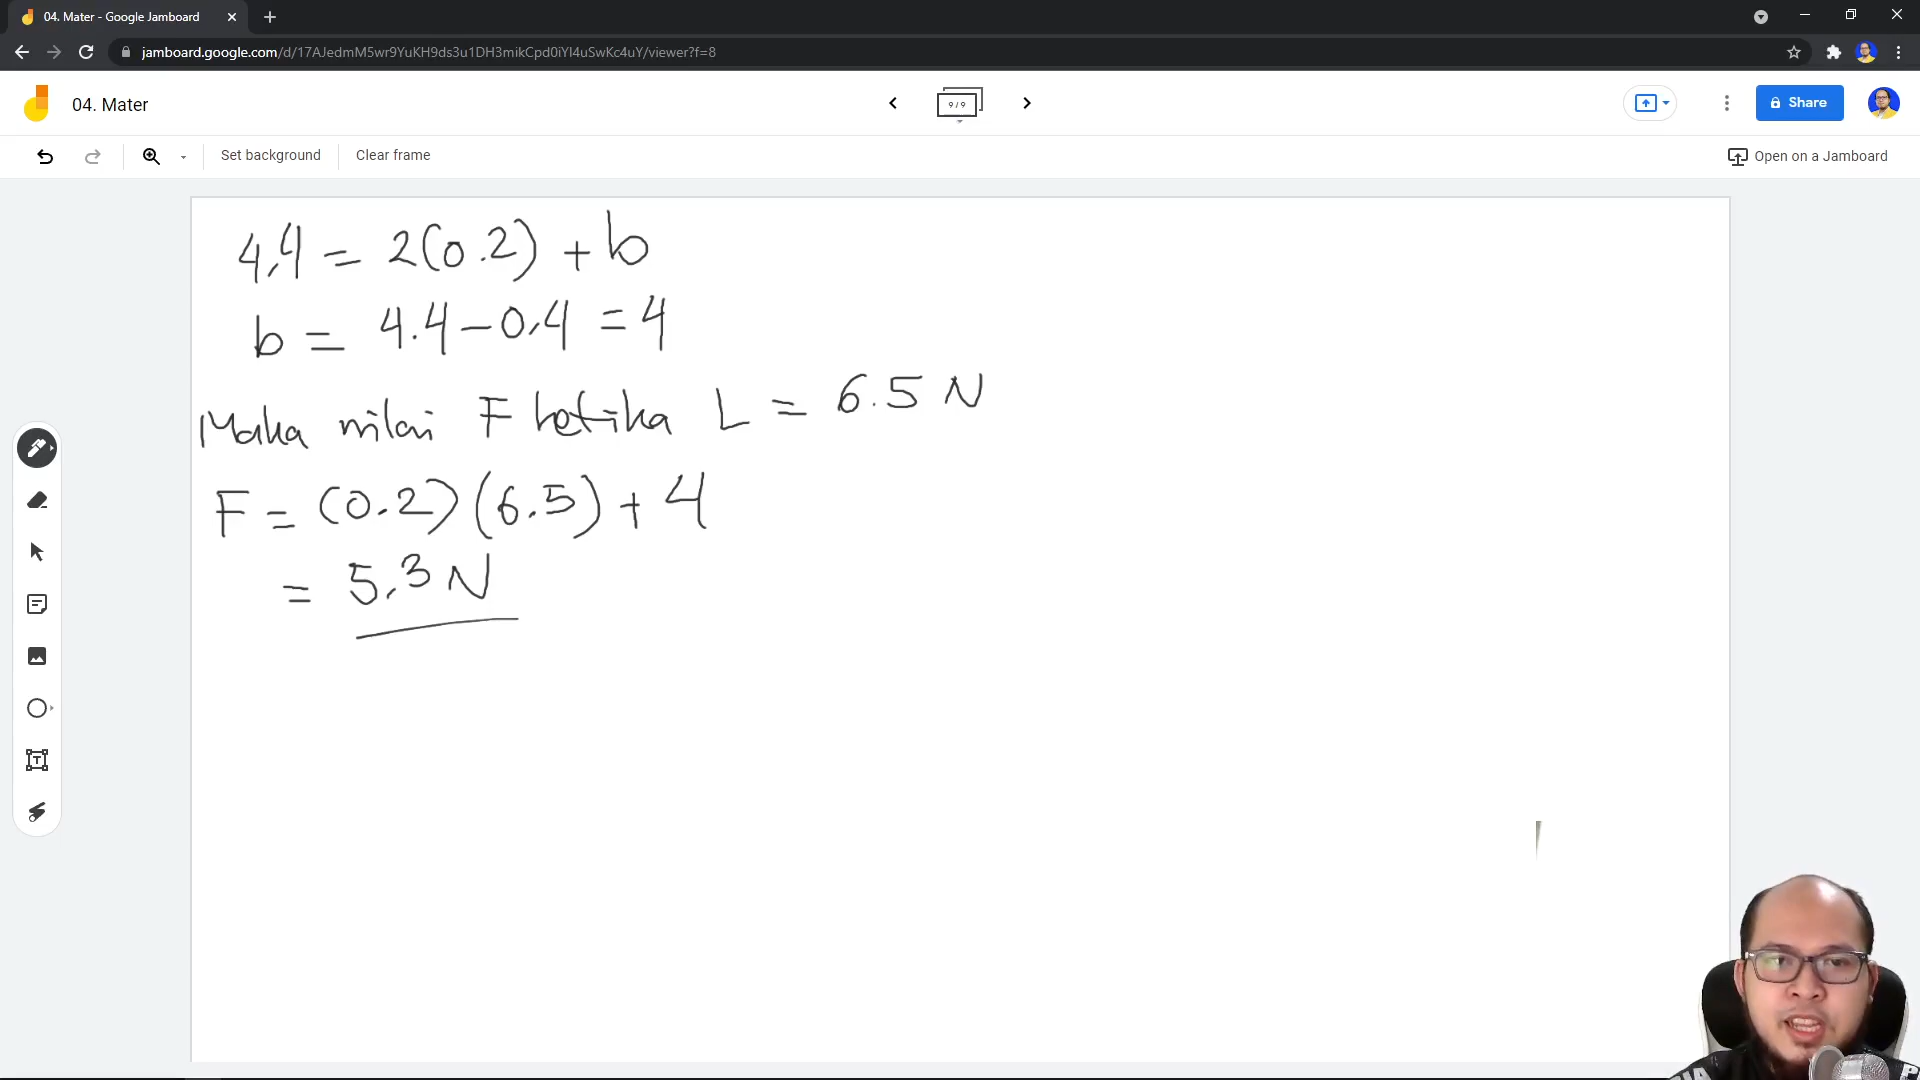 04. Mater - Google Jamboard
jamboard.google.com/d/17AJedmM5wr9YuKH9ds3u1DH3mikCpd0iYI4uSwKc4uY/viewer?f=8
04. Mater
9 / 9
Share
Set background
Clear frame
Open on a Jamboard
4,4 = 2(0.2) + b
b = 4.4 - 0,4 = 4
Maka nilai F ketika L = 6.5 N
F = (0.2)(6.5) + 4
= 5.3 N